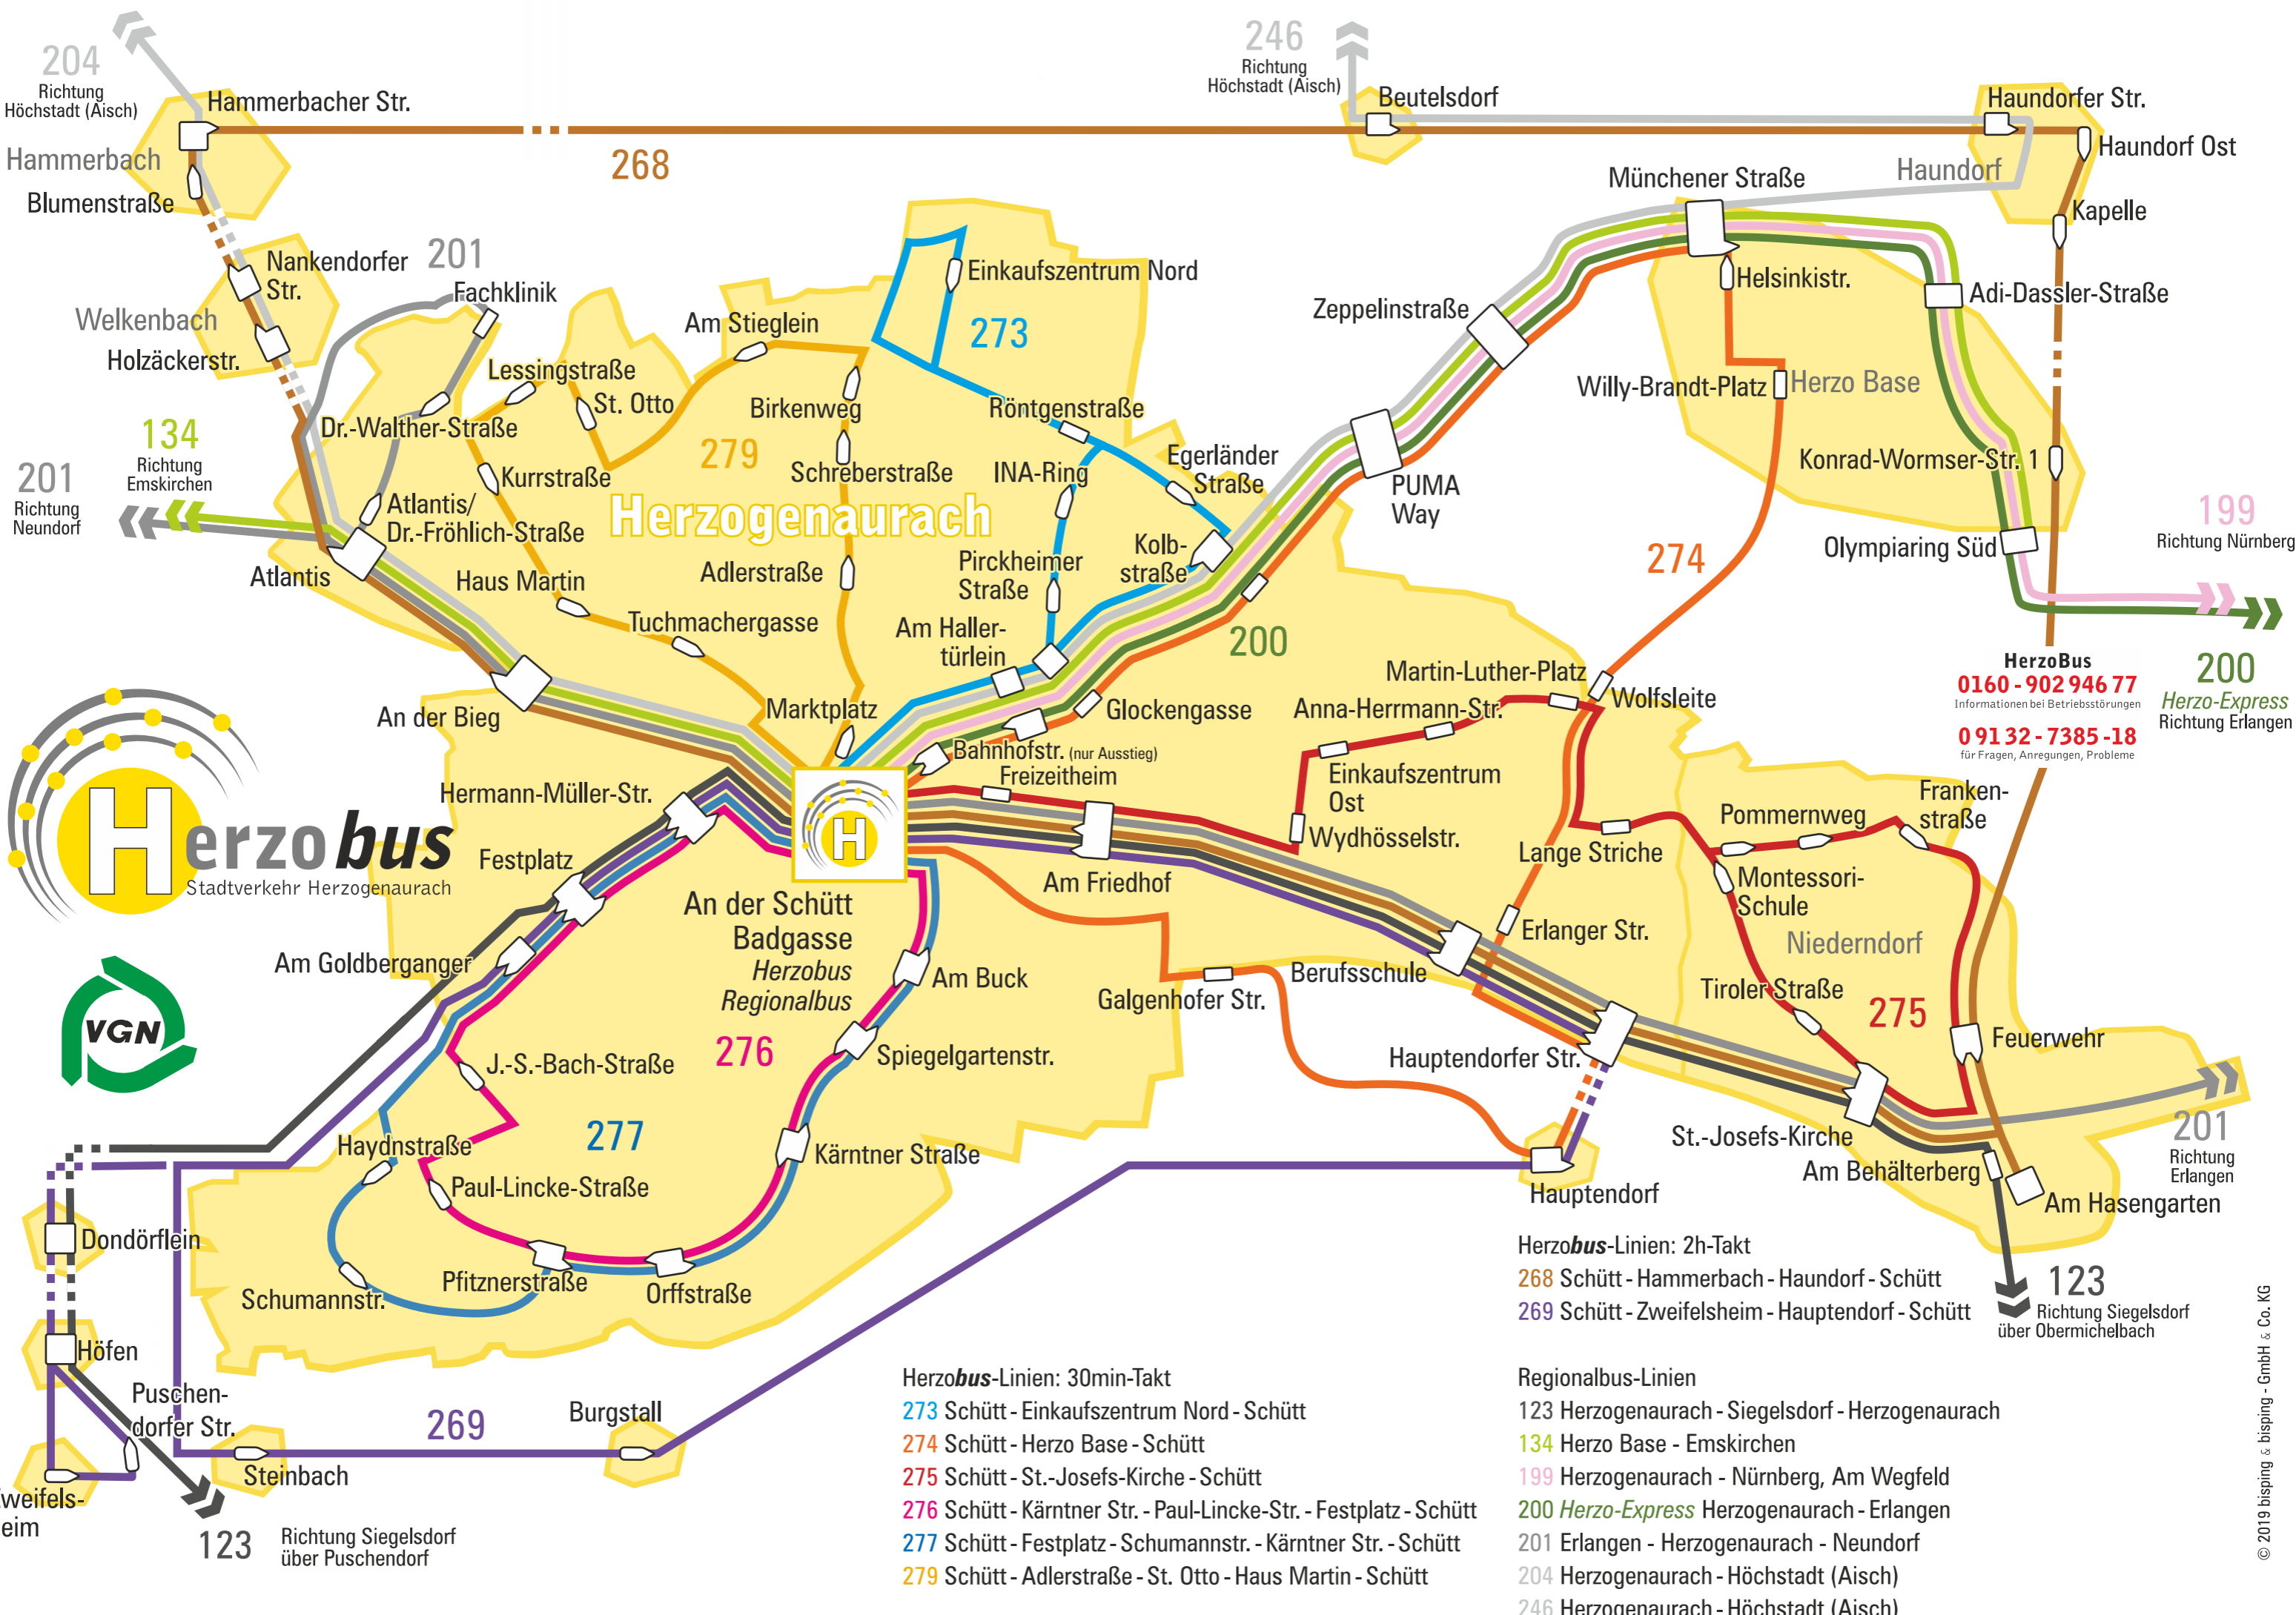 204
Richtung
Höchstadt (Aisch)
Hammerbacher Str.
Hammerbach
Blumenstraße
268
246
Richtung
Höchstadt (Aisch)
Beutelsdorf
Haundorfer Str.
Haundorf Ost
Haundorf
Kapelle
Münchener Straße
Helsinkistr.
Adi-Dassler-Straße
Zeppelinstraße
Willy-Brandt-Platz
Herzo Base
Konrad-Wormser-Str. 1
Olympiaring Süd
199
Richtung Nürnberg
200
Herzo-Express
Richtung Erlangen
HerzoBus
0160 - 902 946 77
Informationen bei Betriebsstörungen
0 91 32 - 7385 -18
für Fragen, Anregungen, Probleme
Nankendorfer
Str.
Welkenbach
Holzäckerstr.
201
Fachklinik
134
Richtung
Emskirchen
201
Richtung
Neundorf
Dr.-Walther-Straße
Atlantis/
Dr.-Fröhlich-Straße
Atlantis
Lessingstraße
St. Otto
Kurrstraße
Haus Martin
Tuchmachergasse
Am Stieglein
Birkenweg
279
Schreberstraße
Herzogenaurach
Adlerstraße
Marktplatz
Einkaufszentrum Nord
273
Röntgenstraße
INA-Ring
Egerländer
Straße
Pirckheimer
Straße
Kolb-
straße
Am Haller-
türlein
PUMA
Way
274
200
Glockengasse
Bahnhofstr. (nur Ausstieg)
Freizeitheim
Martin-Luther-Platz
Wolfsleite
Anna-Herrmann-Str.
Einkaufszentrum
Ost
Wydhösselstr.
Lange Striche
Pommernweg
Franken-
straße
Montessori-
Schule
Niederndorf
Tiroler Straße
275
Feuerwehr
An der Bieg
Hermann-Müller-Str.
Festplatz
Am Goldberganger
Herzobus
Stadtverkehr Herzogenaurach
VGN
H
An der Schütt
Badgasse
Herzobus
Regionalbus
Am Friedhof
Erlanger Str.
Berufsschule
Galgenhofer Str.
Hauptendorfer Str.
Hauptendorf
St.-Josefs-Kirche
Am Behälterberg
Am Hasengarten
201
Richtung
Erlangen
123
Richtung Siegelsdorf
über Obermichelbach
Am Buck
276
Spiegelgartenstr.
J.-S.-Bach-Straße
277
Haydnstraße
Kärntner Straße
Paul-Lincke-Straße
Pfitznerstraße
Orffstraße
Schumannstr.
Dondörflein
Höfen
Puschen-
dorfer Str.
269
Burgstall
Steinbach
weifels-
eim
123
Richtung Siegelsdorf
über Puschendorf
Herzobus-Linien: 30min-Takt
273 Schütt - Einkaufszentrum Nord - Schütt
274 Schütt - Herzo Base - Schütt
275 Schütt - St.-Josefs-Kirche - Schütt
276 Schütt - Kärntner Str. - Paul-Lincke-Str. - Festplatz - Schütt
277 Schütt - Festplatz - Schumannstr. - Kärntner Str. - Schütt
279 Schütt - Adlerstraße - St. Otto - Haus Martin - Schütt
Herzobus-Linien: 2h-Takt
268 Schütt - Hammerbach - Haundorf - Schütt
269 Schütt - Zweifelsheim - Hauptendorf - Schütt
Regionalbus-Linien
123 Herzogenaurach - Siegelsdorf - Herzogenaurach
134 Herzo Base - Emskirchen
199 Herzogenaurach - Nürnberg, Am Wegfeld
200 Herzo-Express Herzogenaurach - Erlangen
201 Erlangen - Herzogenaurach - Neundorf
204 Herzogenaurach - Höchstadt (Aisch)
246 Herzogenaurach - Höchstadt (Aisch)
© 2019 bisping & bisping - GmbH & Co. KG